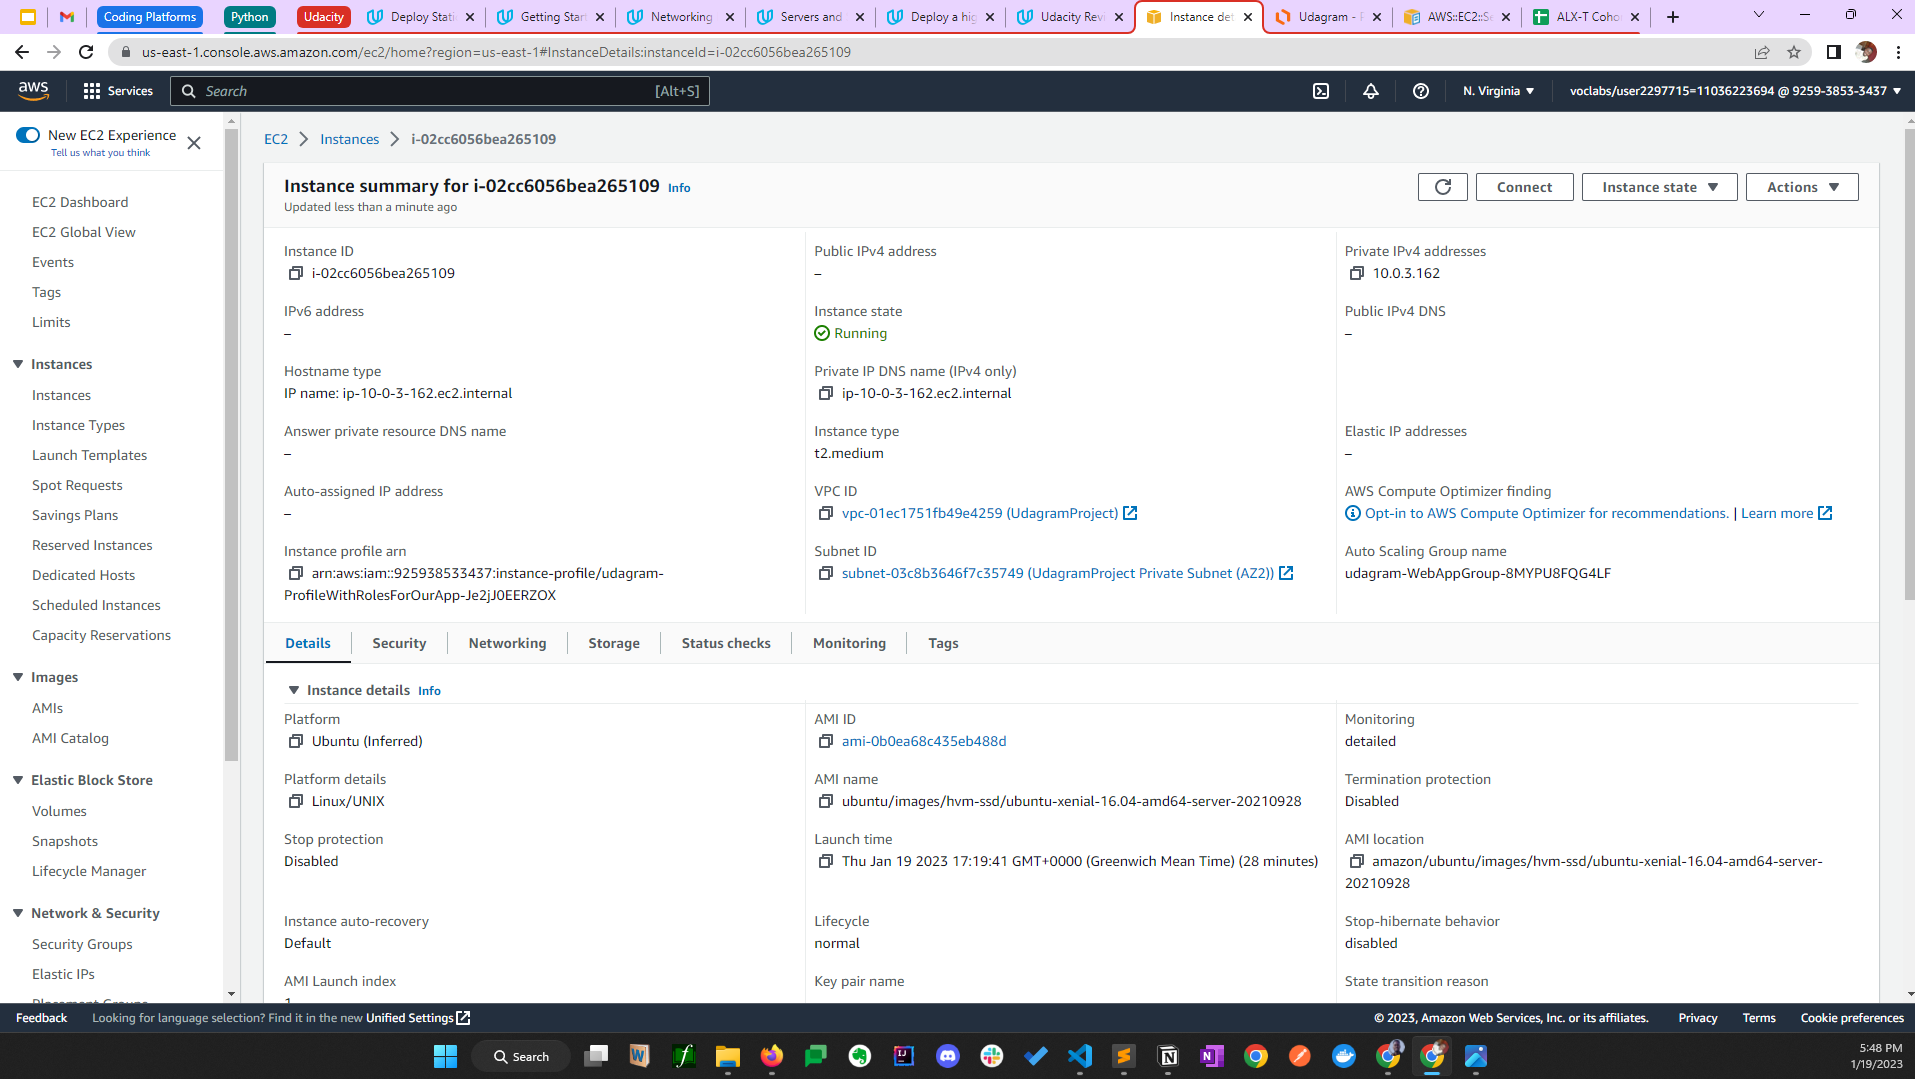 Coding Platforms
Python
Udacity
Deploy Stati
Getting Star
Networking
Servers and
Deploy a hig
Udacity Revi
Instance det
Udagram - P
AWS::EC2::Se
ALX-T Coho
us-east-1.console.aws.amazon.com/ec2/home?region=us-east-1#InstanceDetails:instanceId=i-02cc6056bea265109
aws
Services
Search
[Alt+S]
N. Virginia
voclabs/user2297715=11036223694 @ 9259-3853-3437
New EC2 Experience
Tell us what you think
EC2 Dashboard
EC2 Global View
Events
Tags
Limits
Instances
Instances
Instance Types
Launch Templates
Spot Requests
Savings Plans
Reserved Instances
Dedicated Hosts
Scheduled Instances
Capacity Reservations
Images
AMIs
AMI Catalog
Elastic Block Store
Volumes
Snapshots
Lifecycle Manager
Network & Security
Security Groups
Elastic IPs
Placement Groups
EC2
Instances
i-02cc6056bea265109
Instance summary for i-02cc6056bea265109 Info
Updated less than a minute ago
Connect
Instance state
Actions
Instance ID
i-02cc6056bea265109
Public IPv4 address
–
Private IPv4 addresses
10.0.3.162
IPv6 address
–
Instance state
Running
Public IPv4 DNS
–
Hostname type
IP name: ip-10-0-3-162.ec2.internal
Private IP DNS name (IPv4 only)
ip-10-0-3-162.ec2.internal
Answer private resource DNS name
–
Instance type
t2.medium
Elastic IP addresses
–
Auto-assigned IP address
–
VPC ID
vpc-01ec1751fb49e4259 (UdagramProject)
AWS Compute Optimizer finding
Opt-in to AWS Compute Optimizer for recommendations. | Learn more
Instance profile arn
arn:aws:iam::925938533437:instance-profile/udagram-
ProfileWithRolesForOurApp-Je2jJ0EERZOX
Subnet ID
subnet-03c8b3646f7c35749 (UdagramProject Private Subnet (AZ2))
Auto Scaling Group name
udagram-WebAppGroup-8MYPU8FQG4LF
Details
Security
Networking
Storage
Status checks
Monitoring
Tags
Instance details Info
Platform
Ubuntu (Inferred)
AMI ID
ami-0b0ea68c435eb488d
Monitoring
detailed
Platform details
Linux/UNIX
AMI name
ubuntu/images/hvm-ssd/ubuntu-xenial-16.04-amd64-server-20210928
Termination protection
Disabled
Stop protection
Disabled
Launch time
Thu Jan 19 2023 17:19:41 GMT+0000 (Greenwich Mean Time) (28 minutes)
AMI location
amazon/ubuntu/images/hvm-ssd/ubuntu-xenial-16.04-amd64-server-
20210928
Instance auto-recovery
Default
Lifecycle
normal
Stop-hibernate behavior
disabled
AMI Launch index
1
Key pair name
State transition reason
Feedback
Looking for language selection? Find it in the new Unified Settings
© 2023, Amazon Web Services, Inc. or its affiliates.
Privacy
Terms
Cookie preferences
Search
5:48 PM
1/19/2023